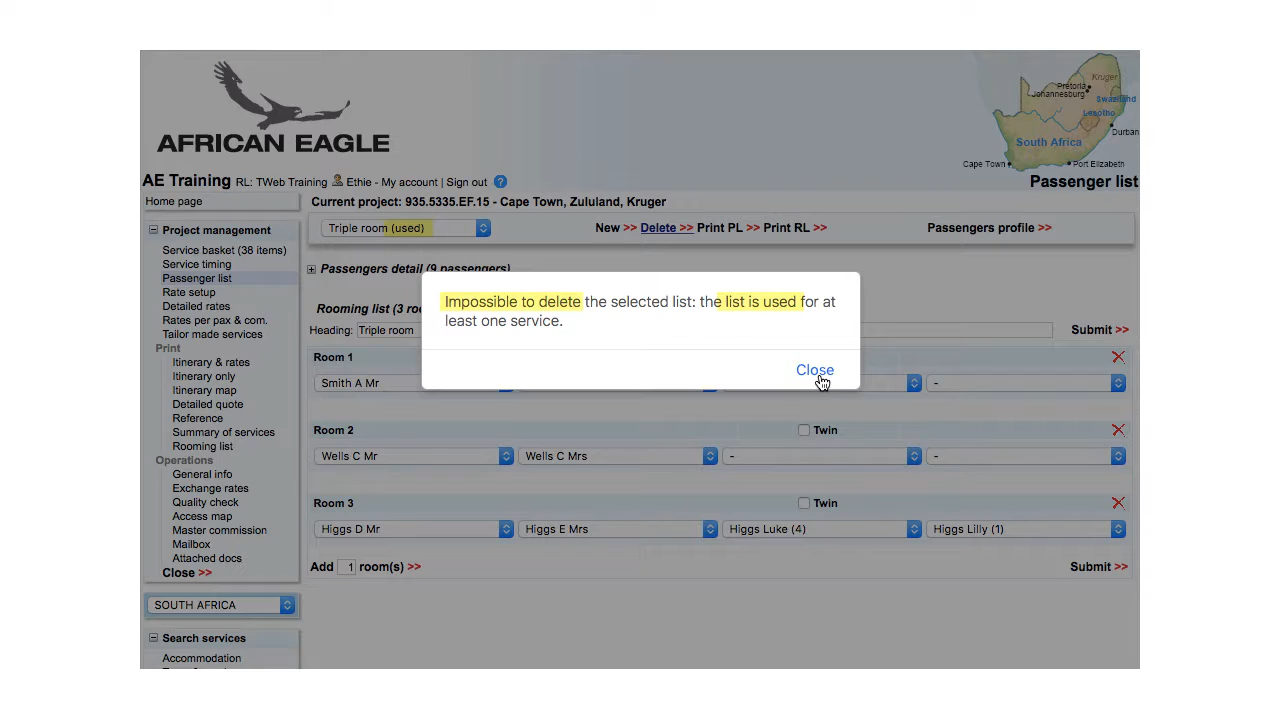 Kruger
Pretoria
Johannesburg
Swaziland
Lesotho
Durban
South Africa
Cape Town
Port Elizabeth
AFRICAN EAGLE
AE Training RL: TWeb Training Ethie - My account | Sign out ?
Passenger list
Home page
Current project: 935.5335.EF.15 - Cape Town, Zululand, Kruger
Triple room (used)
New >> Delete >> Print PL >> Print RL >>
Passengers profile >>
Project management
Service basket (38 items)
Service timing
Passenger list
Rate setup
Detailed rates
Rates per pax & com.
Tailor made services
Print
Itinerary & rates
Itinerary only
Itinerary map
Detailed quote
Reference
Summary of services
Rooming list
Operations
General info
Exchange rates
Quality check
Access map
Master commission
Mailbox
Attached docs
Close >>
SOUTH AFRICA
Search services
Accommodation
Passengers detail (9 passengers)
Rooming list (3 roo
Heading: Triple room
Submit >>
Impossible to delete the selected list: the list is used for at
least one service.
Close
Room 1
Smith A Mr -
Room 2 Twin
Wells C Mr Wells C Mrs - -
Room 3 Twin
Higgs D Mr Higgs E Mrs Higgs Luke (4) Higgs Lilly (1)
Add 1 room(s) >>
Submit >>